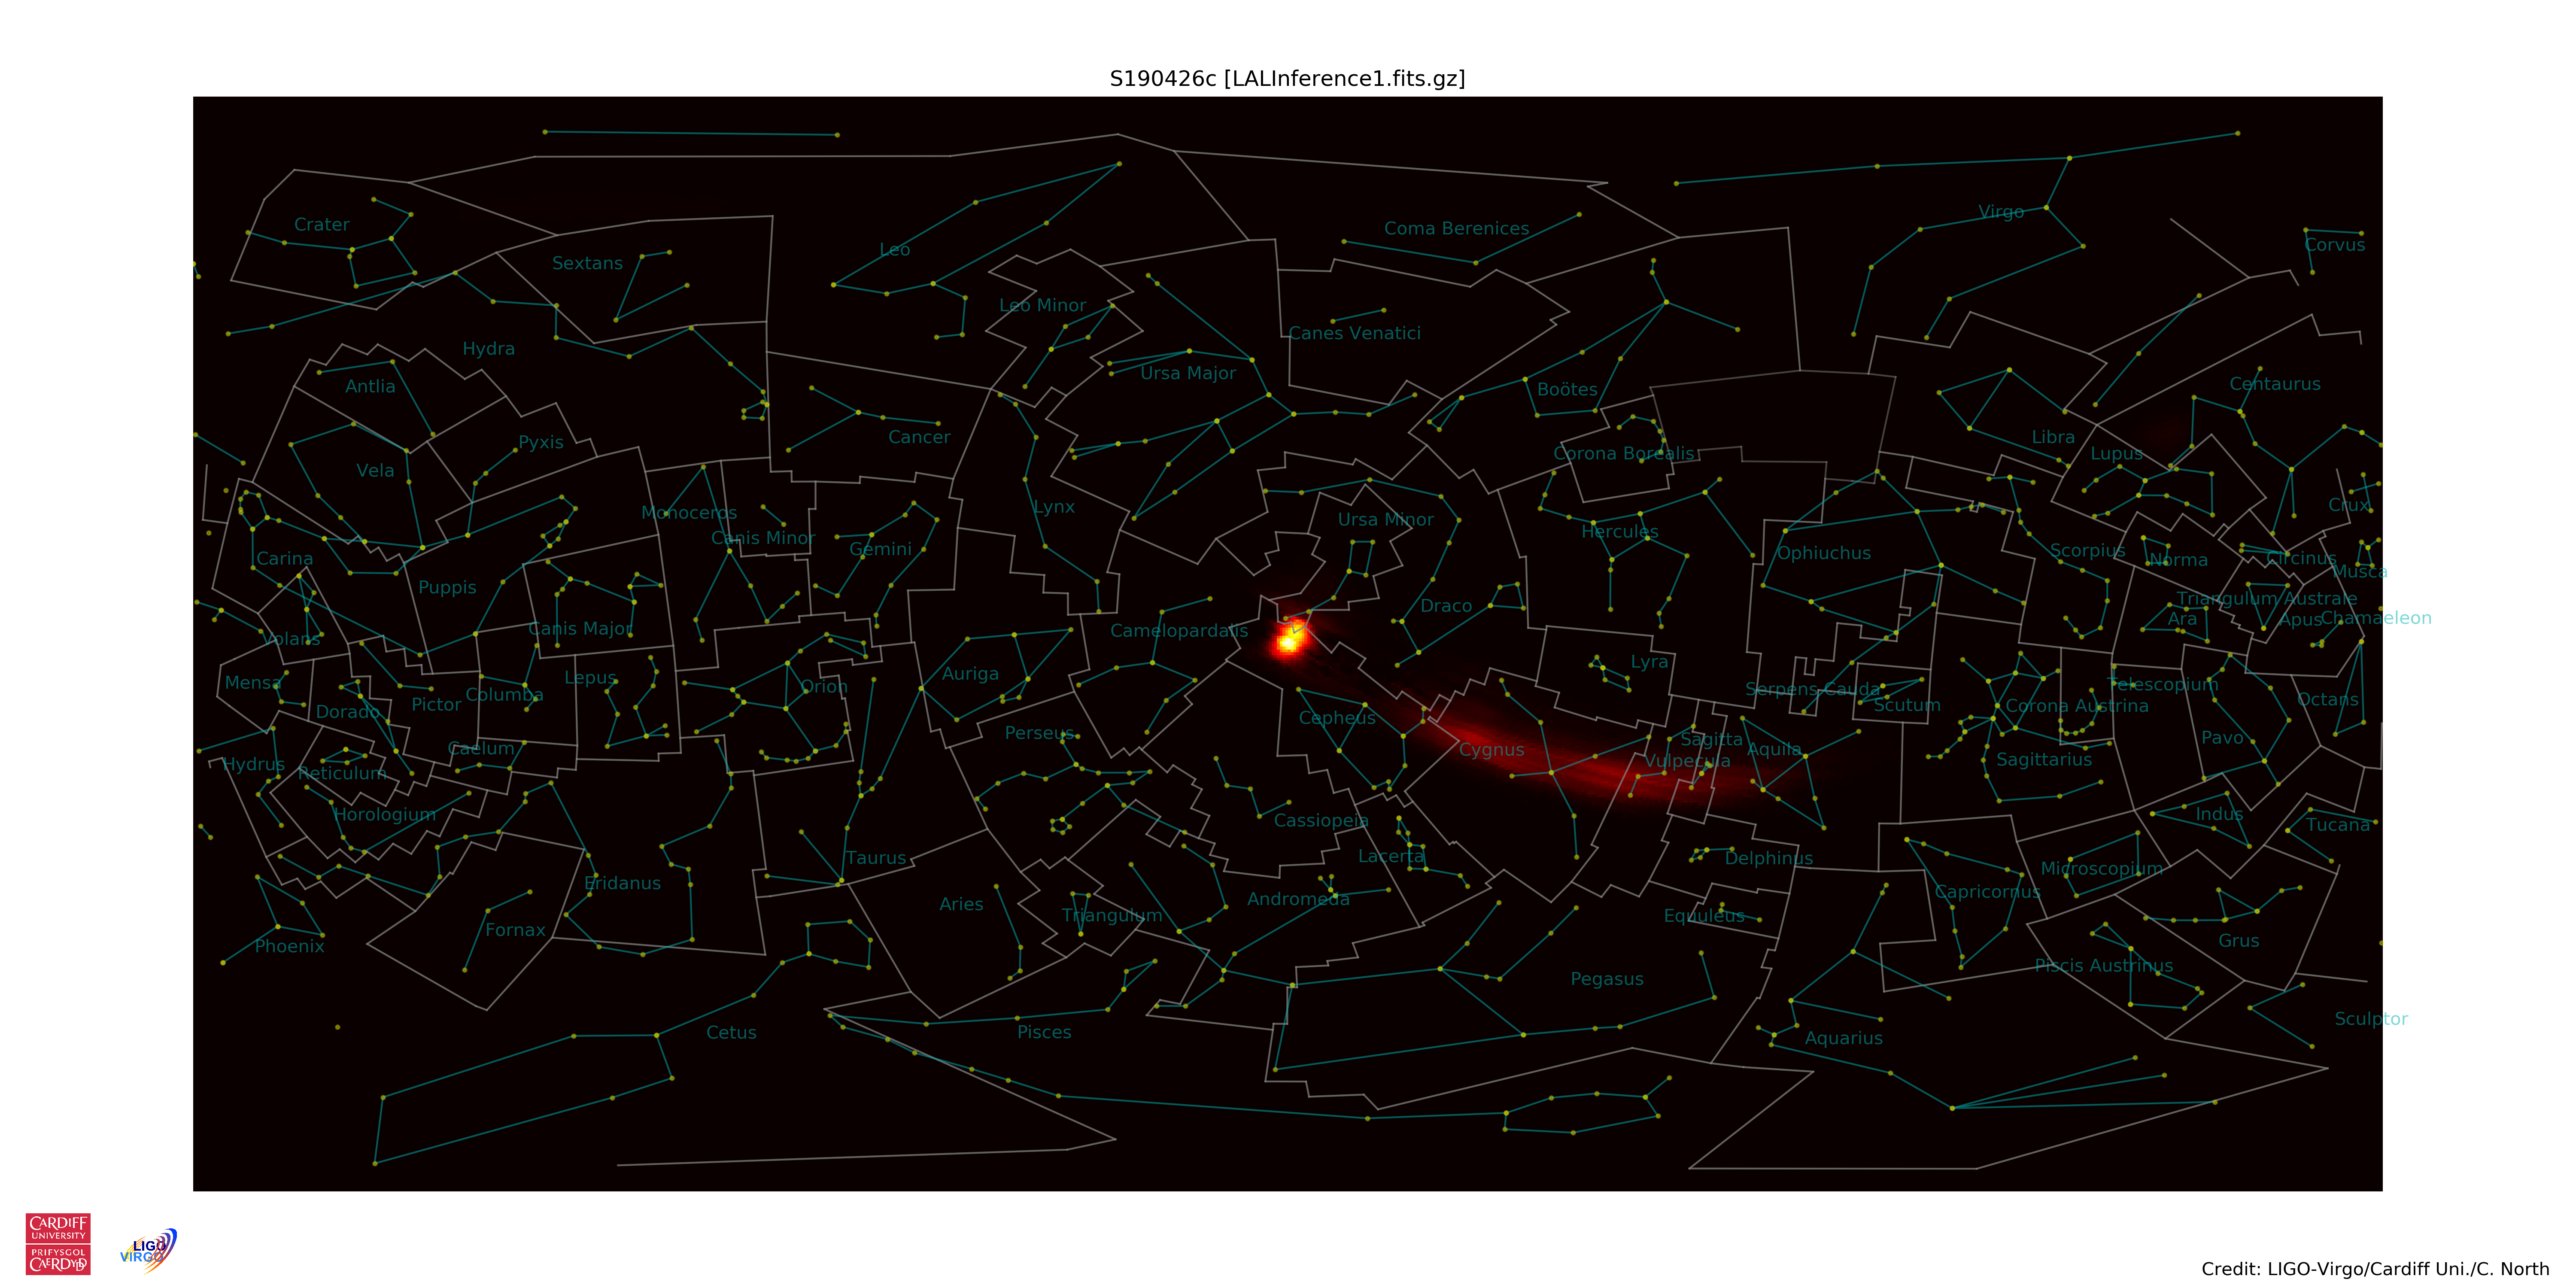 S190426c [LALInference1.fits.gz]
Crater
Sextans
Leo
Coma Berenices
Virgo
Corvus
Leo Minor
Canes Venatici
Hydra
Antlia
Ursa Major
Boötes
Centaurus
Vela
Pyxis
Cancer
Corona Borealis
Libra
Lupus
Monoceros
Lynx
Ursa Minor
Crux
Canis Minor
Gemini
Hercules
Ophiuchus
Scorpius
Carina
Norma
Circinus
Musca
Puppis
Triangulum Australe
Draco
Volans
Canis Major
Camelopardalis
Ara
Apus
Chamaeleon
Mensa
Lepus
Auriga
Lyra
Orion
Serpens Cauda
Telescopium
Dorado
Pictor
Columba
Scutum
Corona Austrina
Octans
Perseus
Cepheus
Caelum
Cygnus
Sagitta
Aquila
Pavo
Hydrus
Reticulum
Vulpecula
Sagittarius
Horologium
Cassiopeia
Indus
Tucana
Taurus
Lacerta
Delphinus
Microscopium
Eridanus
Aries
Triangulum
Andromeda
Equuleus
Capricornus
Phoenix
Fornax
Grus
Pegasus
Piscis Austrinus
Cetus
Pisces
Aquarius
Sculptor
CARDIFF
UNIVERSITY
PRIFYSGOL
CAERDYDD
LIGO
VIRGO
Credit: LIGO-Virgo/Cardiff Uni./C. North